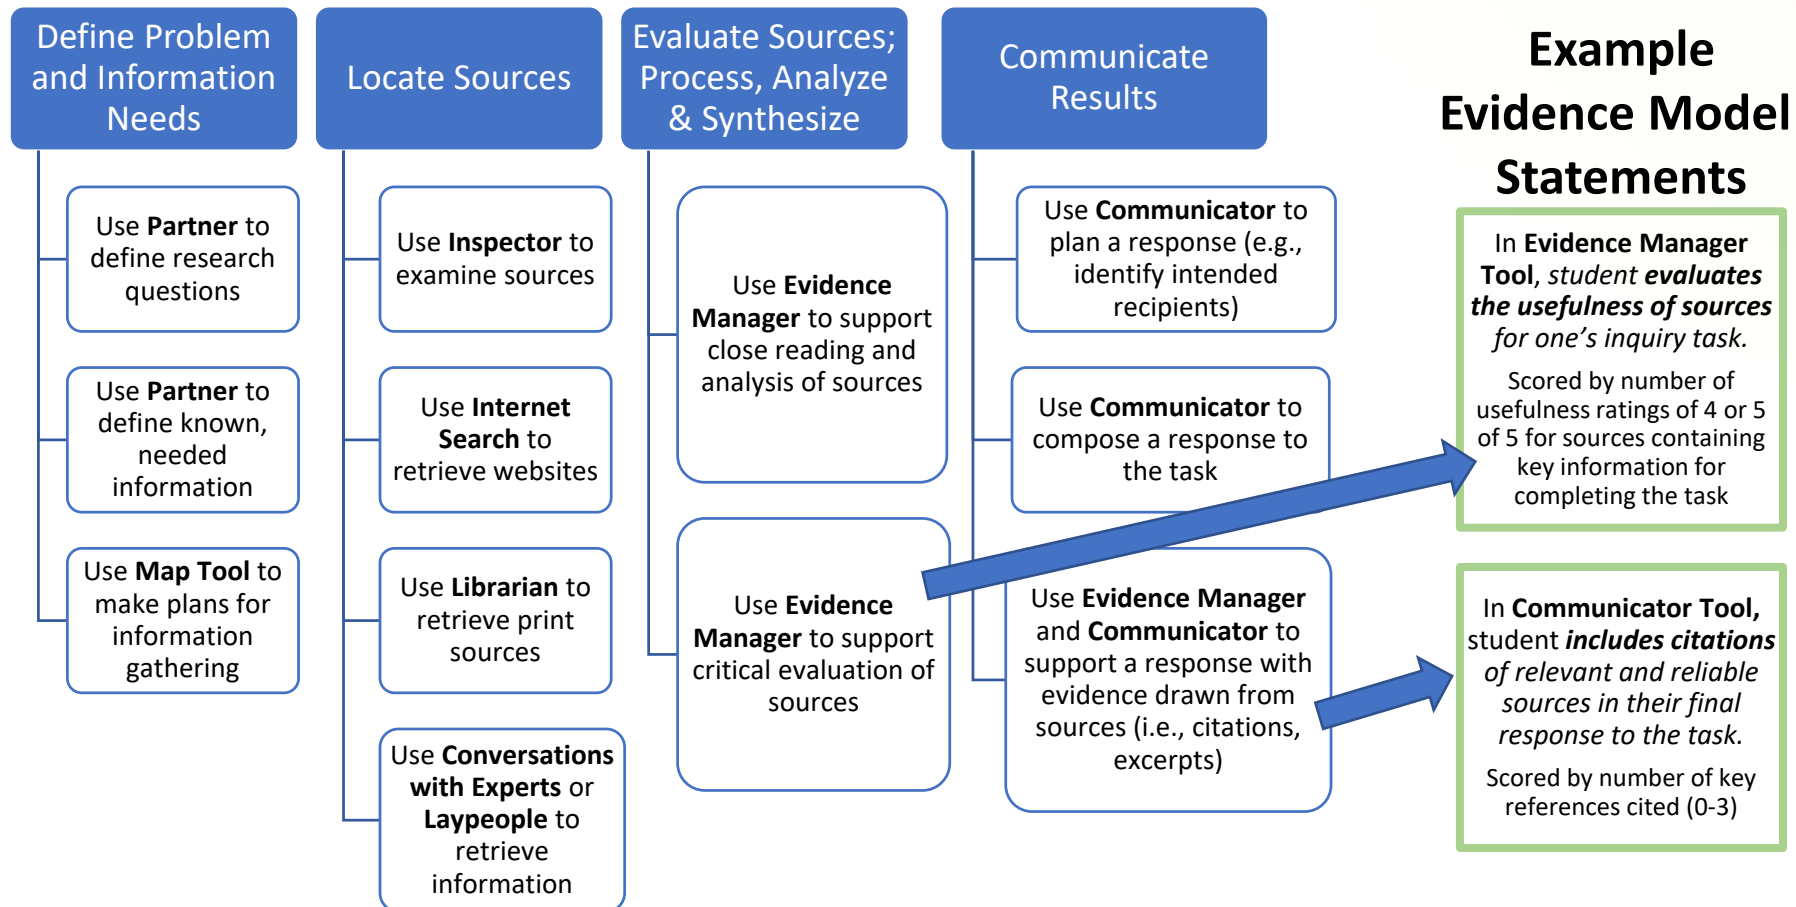 Define Problem
and Information
Needs
Use Partner to
define research
questions
Use Partner to
define known,
needed
information
Use Map Tool to
make plans for
information
gathering
Locate Sources
Use Inspector to
examine sources
Use Internet
Search to
retrieve websites
Use Librarian to
retrieve print
sources
Use Conversations
with Experts or
Laypeople to
retrieve
information
Evaluate Sources;
Process, Analyze
& Synthesize
Use Evidence
Manager to support
close reading and
analysis of sources
Use Evidence
Manager to support
critical evaluation of
sources
Communicate
Results
Use Communicator to
plan a response (e.g.,
identify intended
recipients)
Use Communicator to
compose a response to
the task
Use Evidence Manager
and Communicator to
support a response with
evidence drawn from
sources (i.e., citations,
excerpts)
Example
Evidence Model
Statements
In Evidence Manager
Tool, student evaluates
the usefulness of sources
for one’s inquiry task.
Scored by number of
usefulness ratings of 4 or 5
of 5 for sources containing
key information for
completing the task
In Communicator Tool,
student includes citations
of relevant and reliable
sources in their final
response to the task.
Scored by number of key
references cited (0-3)